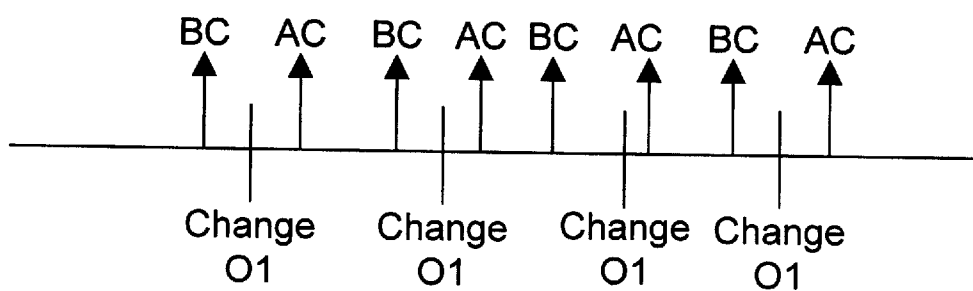 BC AC BC AC BC AC BC AC
Change Change Change Change
O1 O1 O1 O1